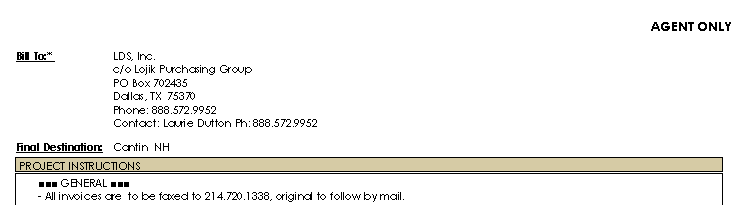 AGENT ONLY
Bill To:* LDS, Inc.
c/o Lojik Purchasing Group
PO Box 702435
Dallas, TX 75370
Phone: 888.572.9952
Contact: Laurie Dutton Ph: 888.572.9952
Final Destination: Cantin NH
PROJECT INSTRUCTIONS
■■■ GENERAL ■■■
- All invoices are to be faxed to 214.720.1338, original to follow by mail.